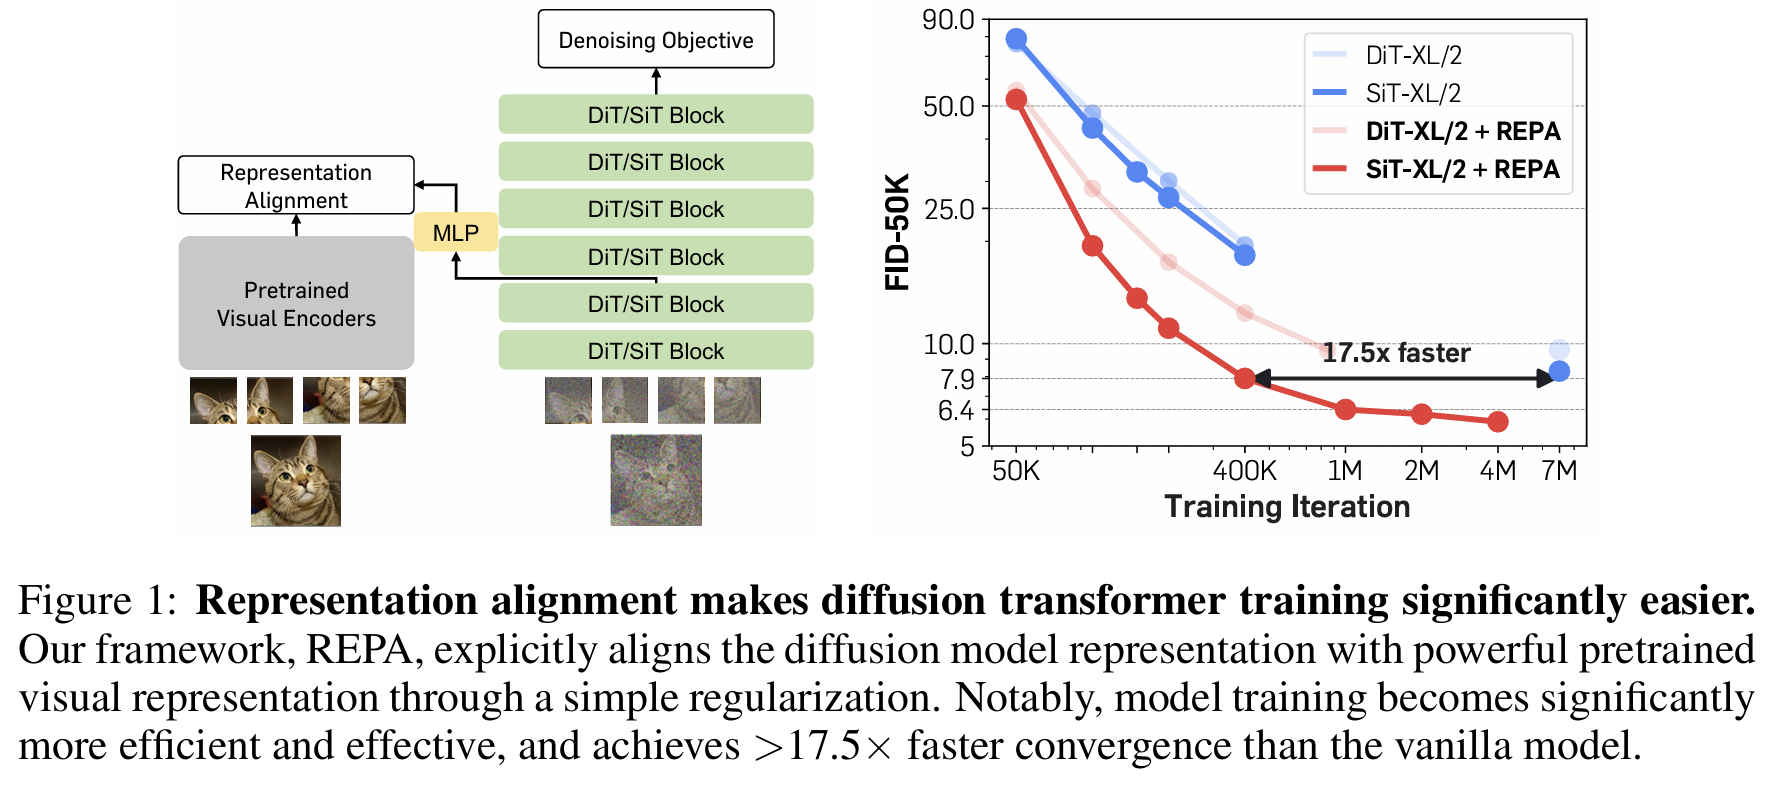 Denoising Objective
DiT/SiT Block
DiT/SiT Block
DiT/SiT Block
DiT/SiT Block
DiT/SiT Block
DiT/SiT Block
Representation
Alignment
MLP
Pretrained
Visual Encoders
FID-50K
90.0
50.0
25.0
10.0
7.9
6.4
5
DiT-XL/2
SiT-XL/2
DiT-XL/2 + REPA
SiT-XL/2 + REPA
17.5x faster
50K 400K 1M 2M 4M 7M
Training Iteration
Figure 1: Representation alignment makes diffusion transformer training significantly easier.
Our framework, REPA, explicitly aligns the diffusion model representation with powerful pretrained
visual representation through a simple regularization. Notably, model training becomes significantly
more efficient and effective, and achieves >17.5× faster convergence than the vanilla model.